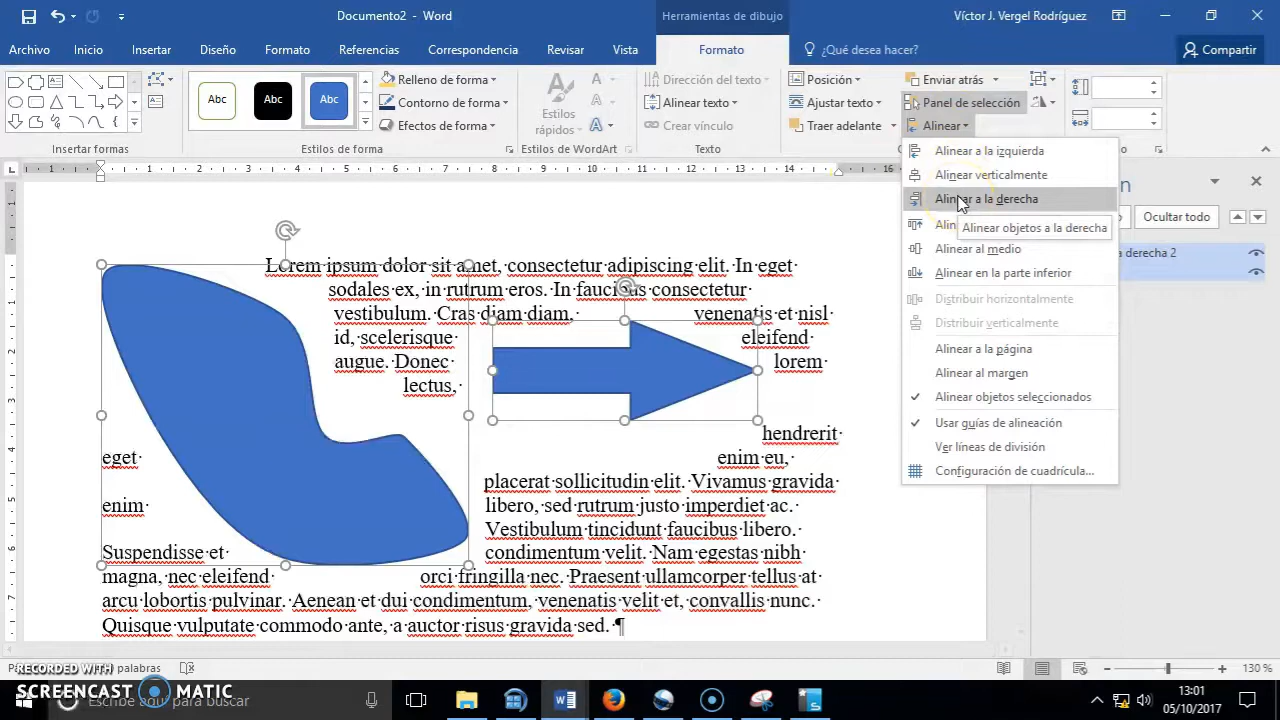 Documento2 - Word
Herramientas de dibujo
Víctor J. Vergel Rodríguez
Archivo Inicio Insertar Diseño Formato Referencias Correspondencia Revisar Vista Formato ¿Qué desea hacer? Compartir
Abc Abc Abc
Relleno de forma
Contorno de forma
Efectos de forma
Estilos rápidos
Dirección del texto
Alinear texto
Crear vínculo
Posición
Ajustar texto
Traer adelante
Enviar atrás
Panel de selección
Alinear
Insertar formas Estilos de forma Estilos de WordArt Texto
Alinear a la izquierda
Alinear verticalmente
Alinear a la derecha
Alinear objetos a la derecha
Alinear al medio
Alinear en la parte inferior
Distribuir horizontalmente
Distribuir verticalmente
Alinear a la página
Alinear al margen
Alinear objetos seleccionados
Usar guías de alineación
Ver líneas de división
Configuración de cuadrícula...
Ocultar todo
a derecha 2
Lorem ipsum dolor sit amet, consectetur adipiscing elit. In eget
sodales ex, in rutrum eros. In faucibus consectetur
vestibulum. Cras diam diam, venenatis et nisl
id, scelerisque eleifend
augue. Donec lorem
lectus,
hendrerit
eget enim eu,
placerat sollicitudin elit. Vivamus gravida
enim libero, sed rutrum justo imperdiet ac.
Vestibulum tincidunt faucibus libero.
Suspendisse et condimentum velit. Nam egestas nibh
magna, nec eleifend orci fringilla nec. Praesent ullamcorper tellus at
arcu lobortis pulvinar. Aenean et dui condimentum, venenatis velit et, convallis nunc.
Quisque vulputate commodo ante, a auctor risus gravida sed. ¶
palabras
130 %
RECORDED WITH
SCREENCAST MATIC
Escribe aquí para buscar
13:01
05/10/2017